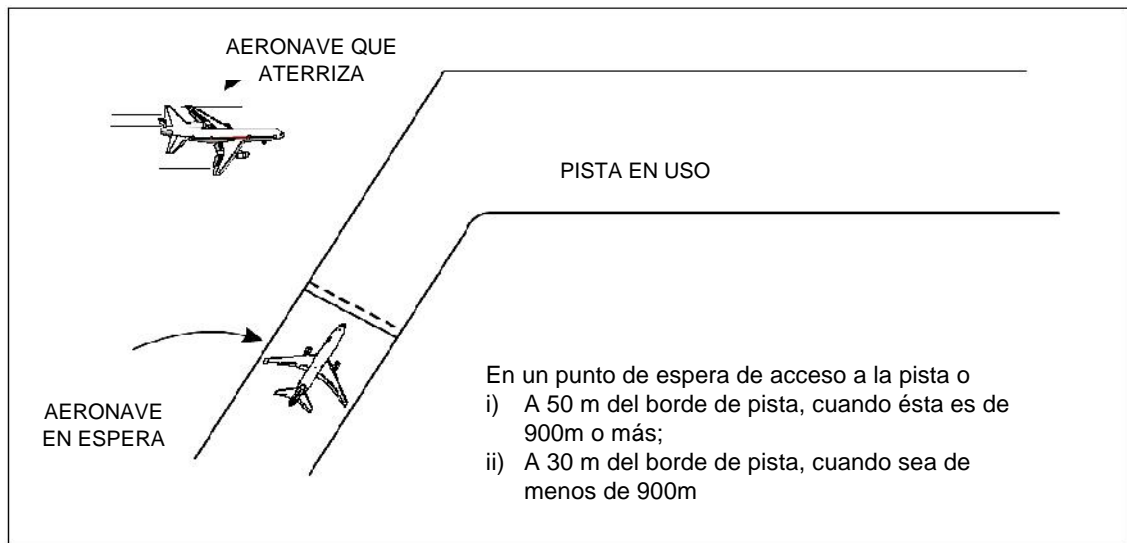 AERONAVE QUE
ATERRIZA
PISTA EN USO
AERONAVE
EN ESPERA
En un punto de espera de acceso a la pista o
i) A 50 m del borde de pista, cuando ésta es de
900m o más;
ii) A 30 m del borde de pista, cuando sea de
menos de 900m